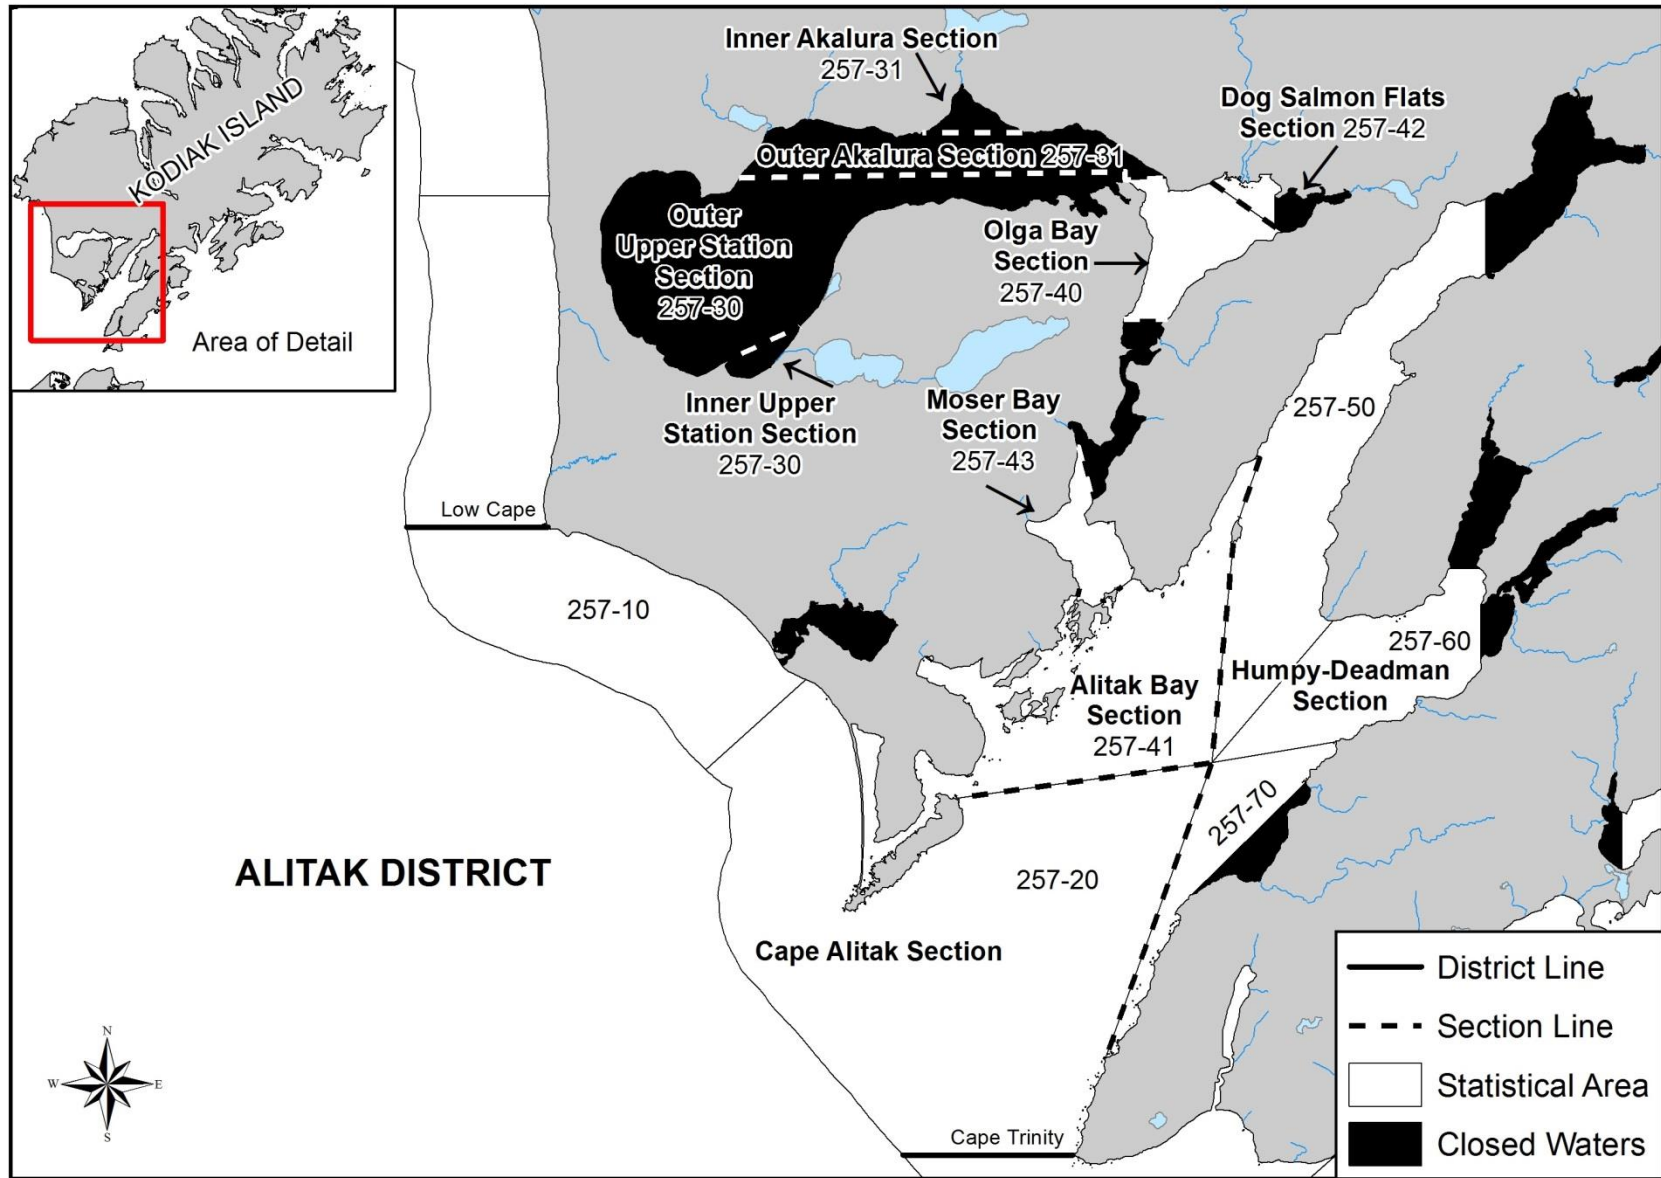 KODIAK ISLAND
Area of Detail
Inner Akalura Section
257-31
Dog Salmon Flats
Section 257-42
Outer Akalura Section 257-31
Outer
Upper Station
Section
257-30
Olga Bay
Section
257-40
Inner Upper
Station Section
257-30
Moser Bay
Section
257-43
257-50
Low Cape
257-10
257-60
Humpy-Deadman
Section
Alitak Bay
Section
257-41
257-70
257-20
ALITAK DISTRICT
Cape Alitak Section
Cape Trinity
N
W
E
S
District Line
Section Line
Statistical Area
Closed Waters